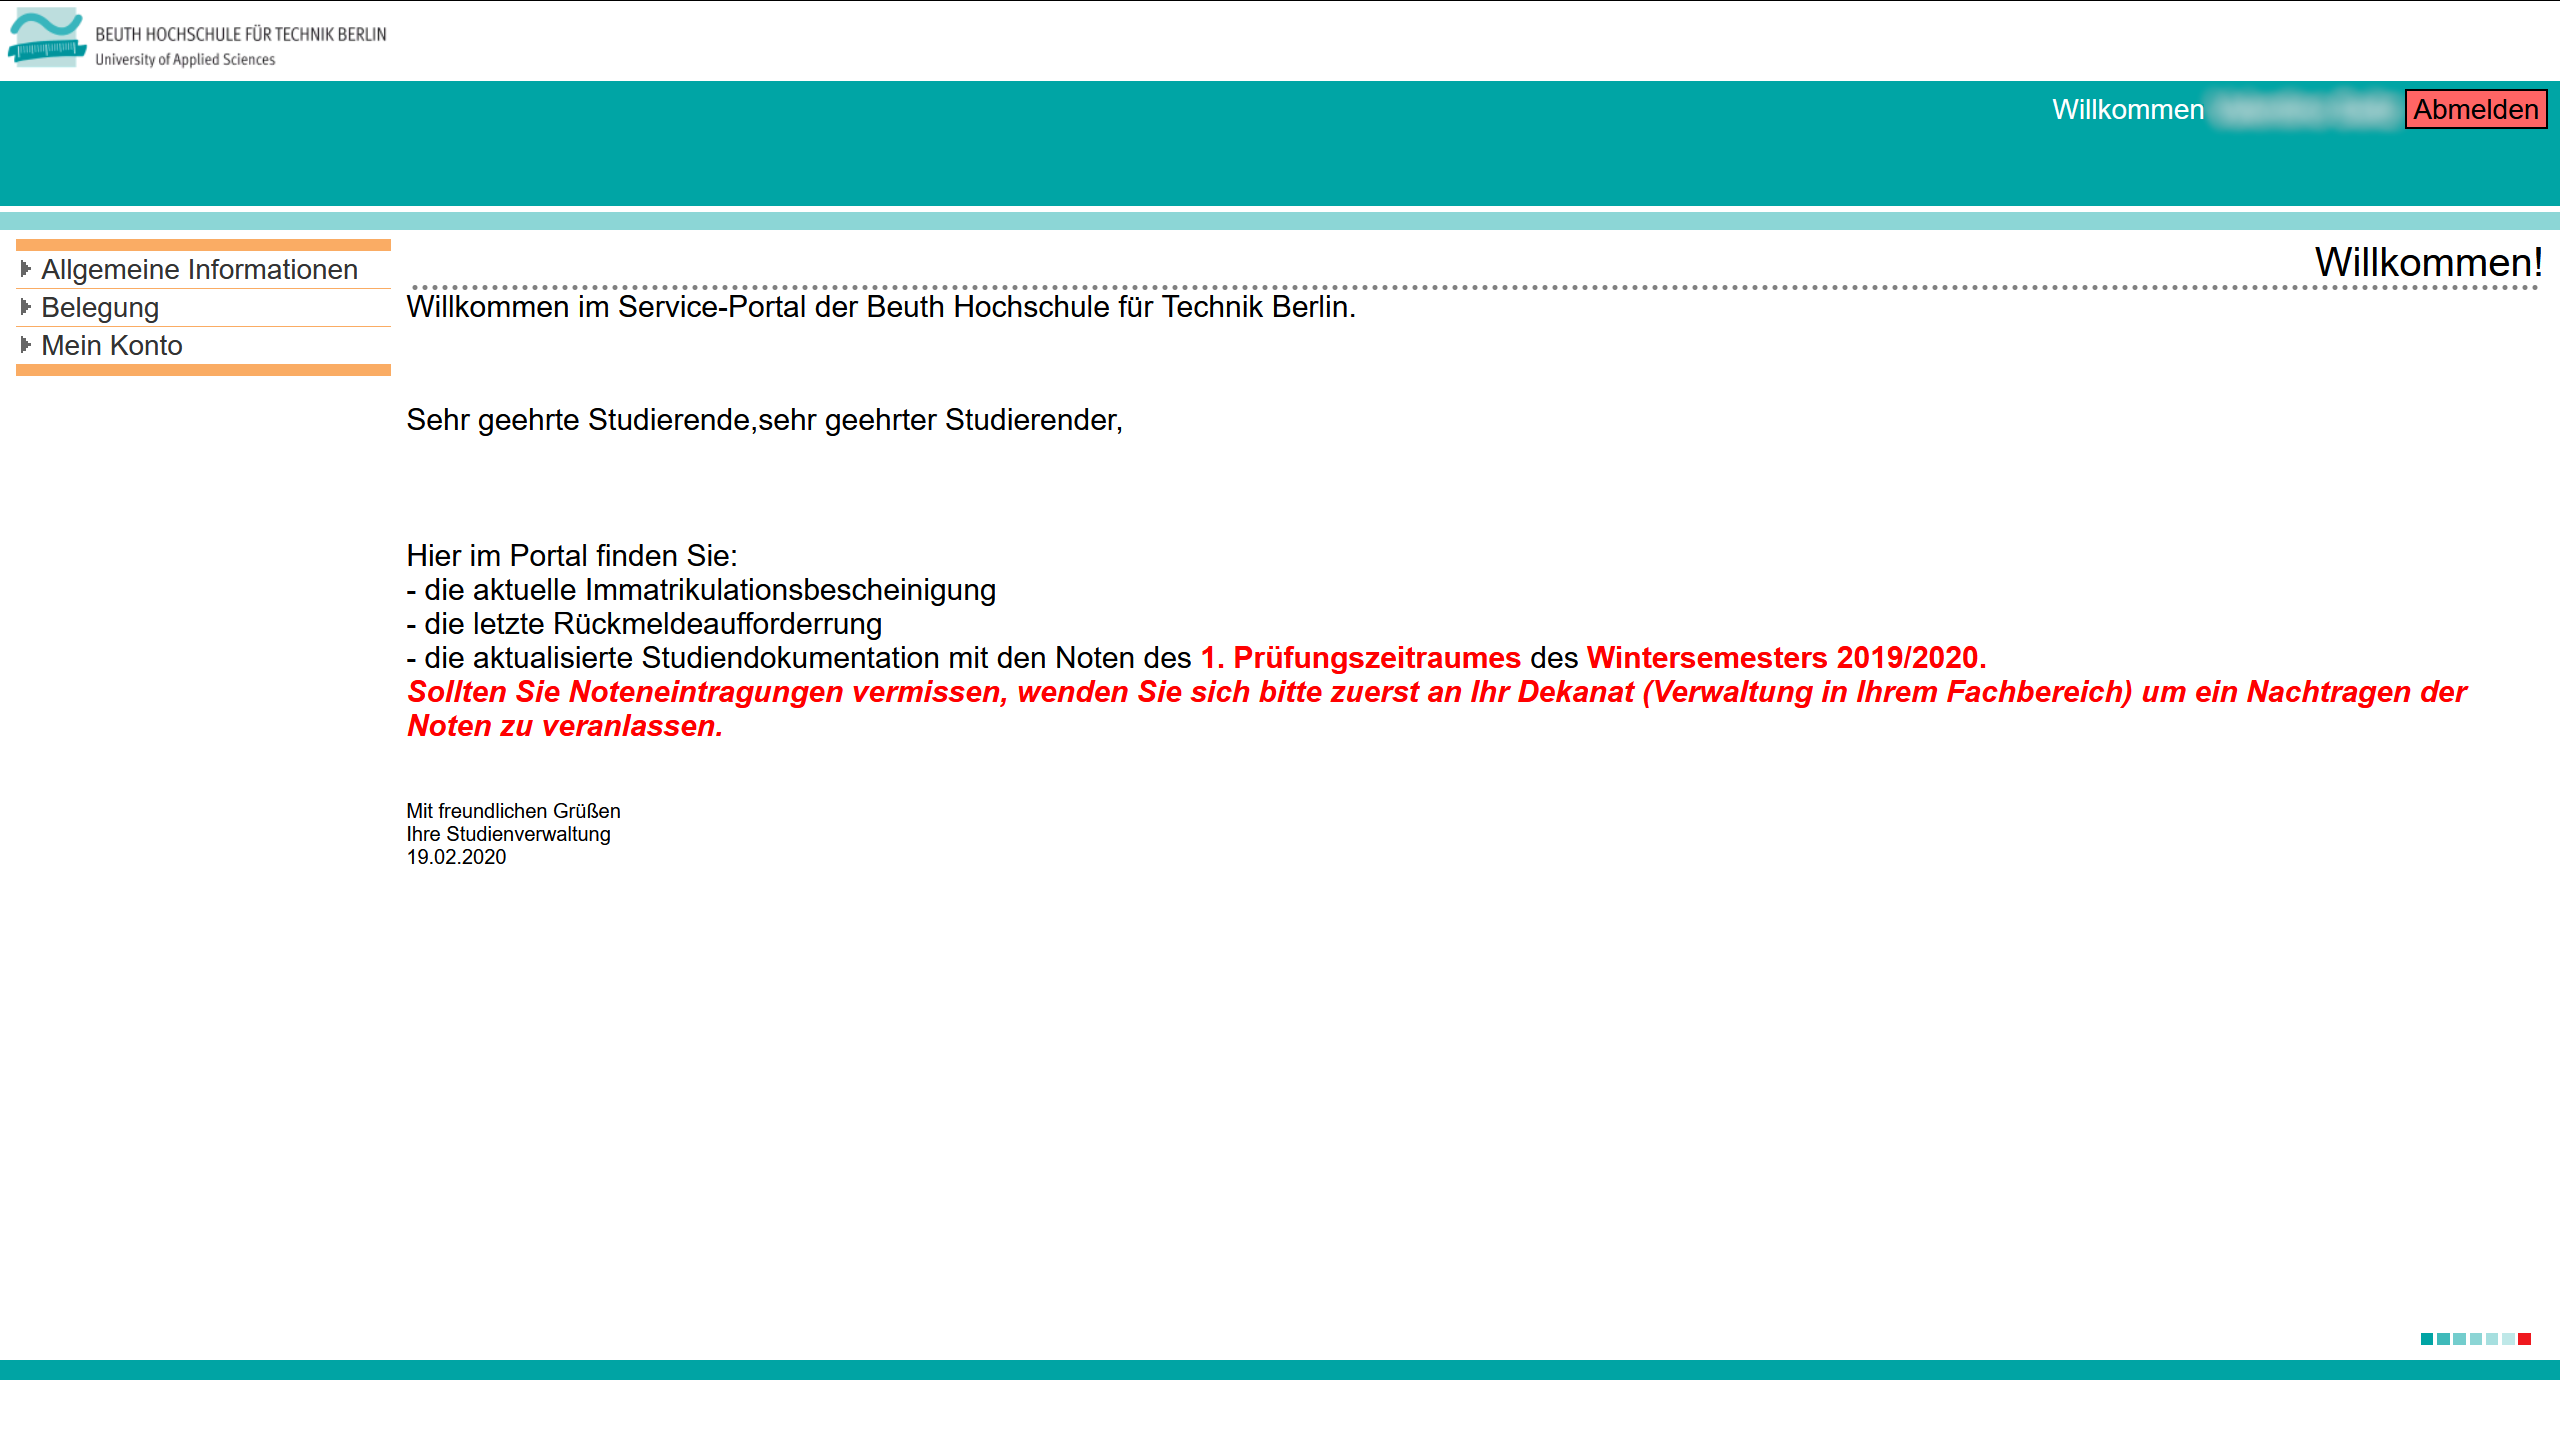 BEUTH HOCHSCHULE FÜR TECHNIK BERLIN
University of Applied Sciences
Willkommen
Abmelden
Allgemeine Informationen
Belegung
Mein Konto
Willkommen!
Willkommen im Service-Portal der Beuth Hochschule für Technik Berlin.
Sehr geehrte Studierende,sehr geehrter Studierender,
Hier im Portal finden Sie:
- die aktuelle Immatrikulationsbescheinigung
- die letzte Rückmeldeaufforderrung
- die aktualisierte Studiendokumentation mit den Noten des 1. Prüfungszeitraumes des Wintersemesters 2019/2020.
Sollten Sie Noteneintragungen vermissen, wenden Sie sich bitte zuerst an Ihr Dekanat (Verwaltung in Ihrem Fachbereich) um ein Nachtragen der
Noten zu veranlassen.
Mit freundlichen Grüßen
Ihre Studienverwaltung
19.02.2020